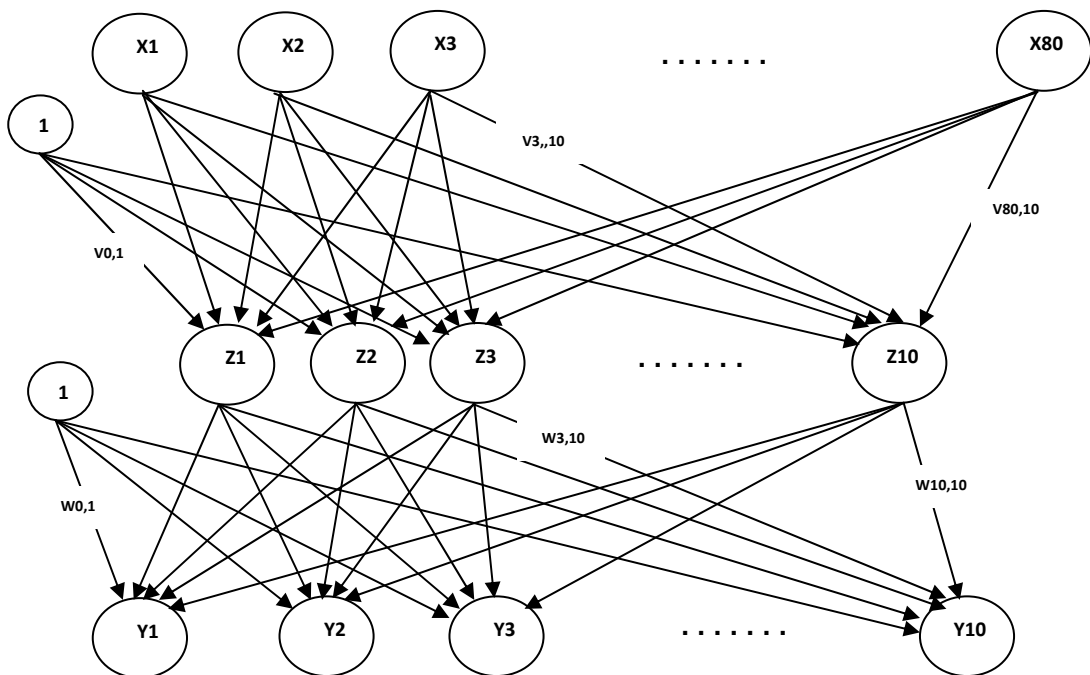 X1 X2 X3 . . . . . . . X80
1
V3,,10
V80,10
V0,1
Z1 Z2 Z3 . . . . . . . Z10
1
W3,10
W10,10
W0,1
Y1 Y2 Y3 . . . . . . . Y10